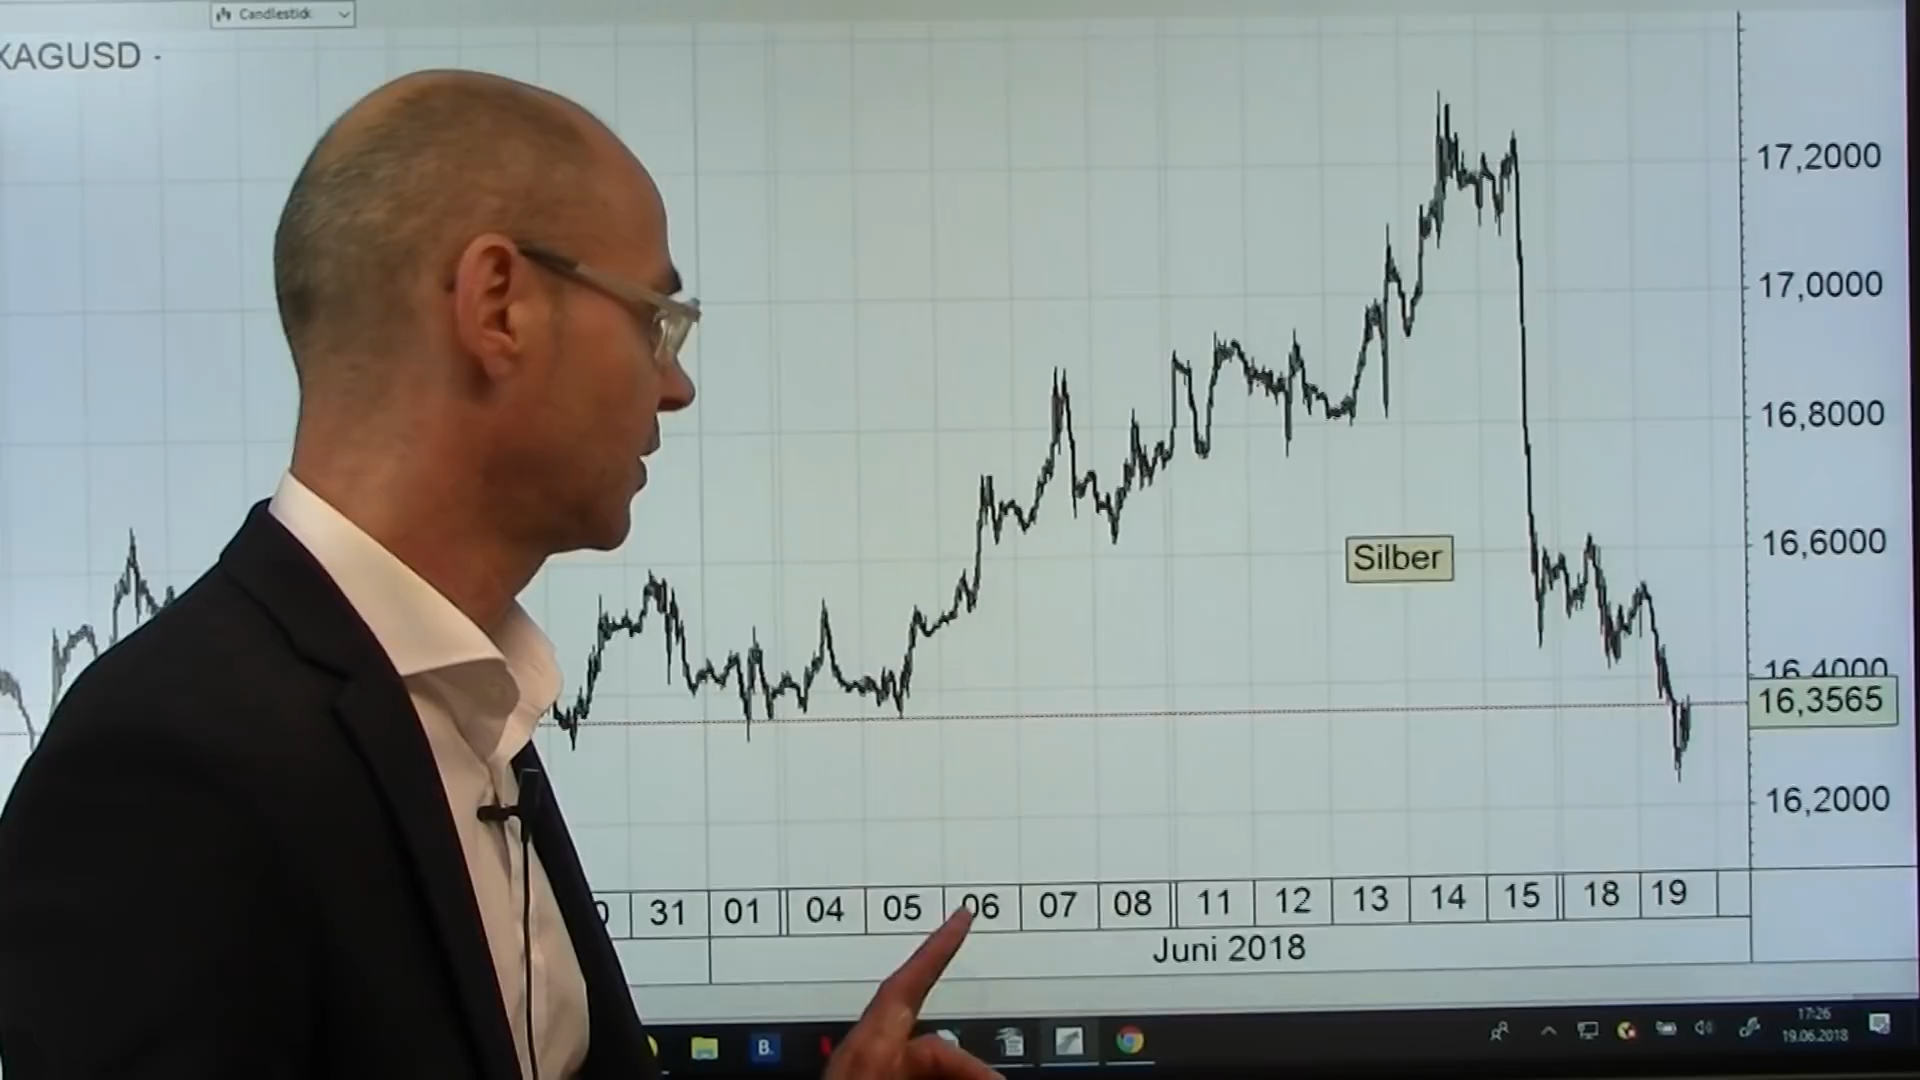 Candlestick
XAGUSD -
17,2000
17,0000
16,8000
16,6000
Silber
16,4000
16,3565
16,2000
0 31 01 04 05 06 07 08 11 12 13 14 15 18 19
Juni 2018
B.
17:26
19.06.2018